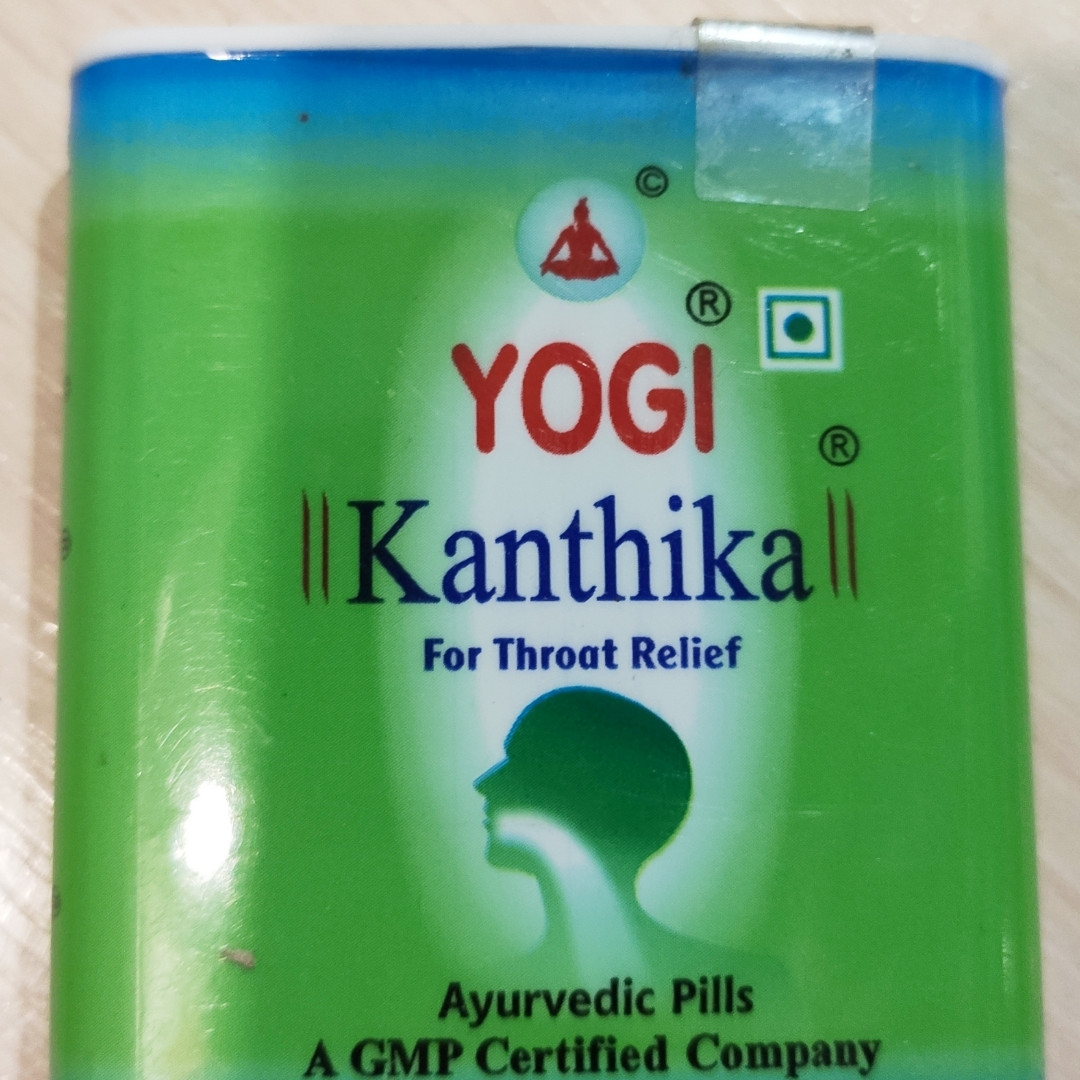 ©
YOGI®
||Kanthika||®
For Throat Relief
Ayurvedic Pills
A GMP Certified Company